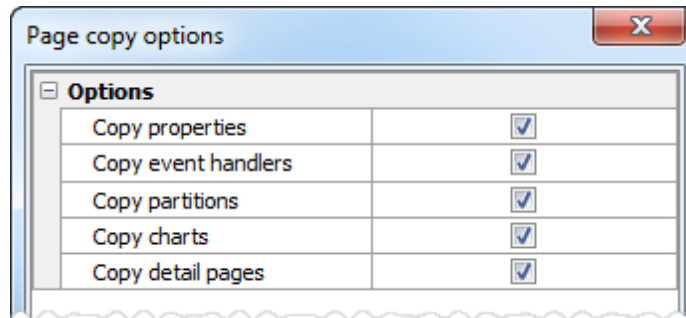 Page copy options
Options
Copy properties
Copy event handlers
Copy partitions
Copy charts
Copy detail pages